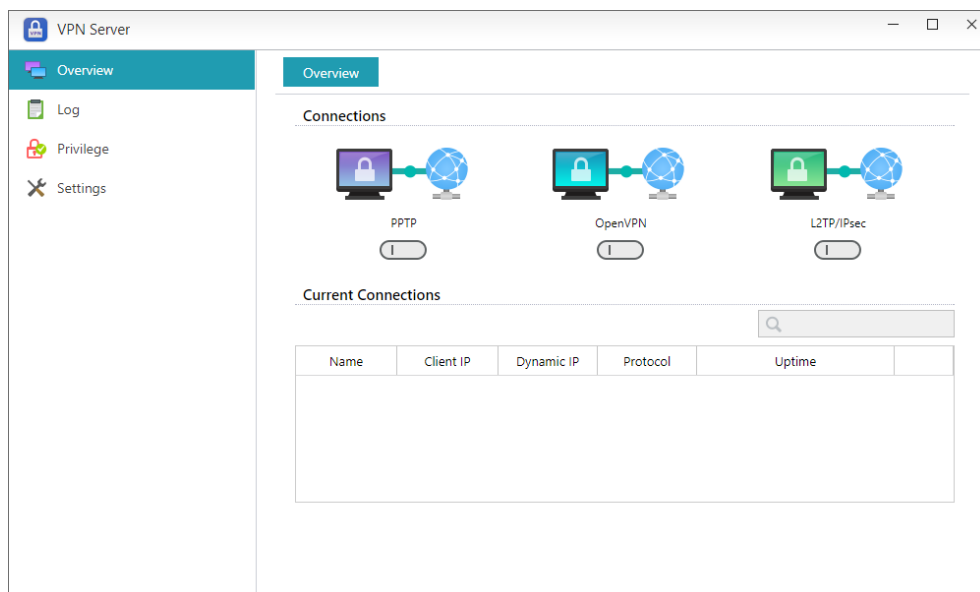 VPN Server
Overview
Log
Privilege
Settings
Overview
Connections
PPTP OpenVPN L2TP/IPsec
Current Connections
Name Client IP Dynamic IP Protocol Uptime